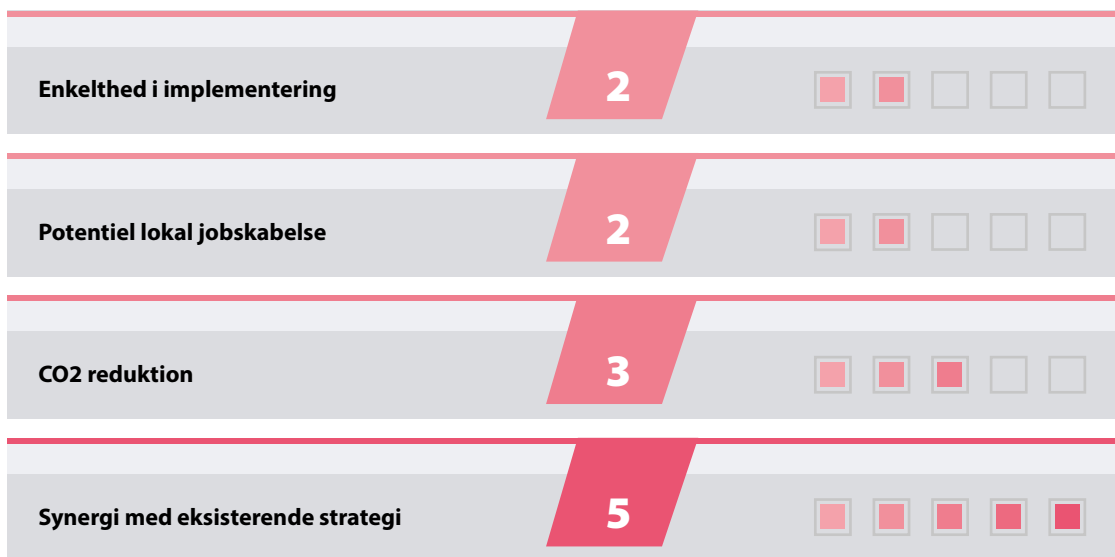 Enkelthed i implementering 2
Potentiel lokal jobskabelse 2
CO2 reduktion 3
Synergi med eksisterende strategi 5